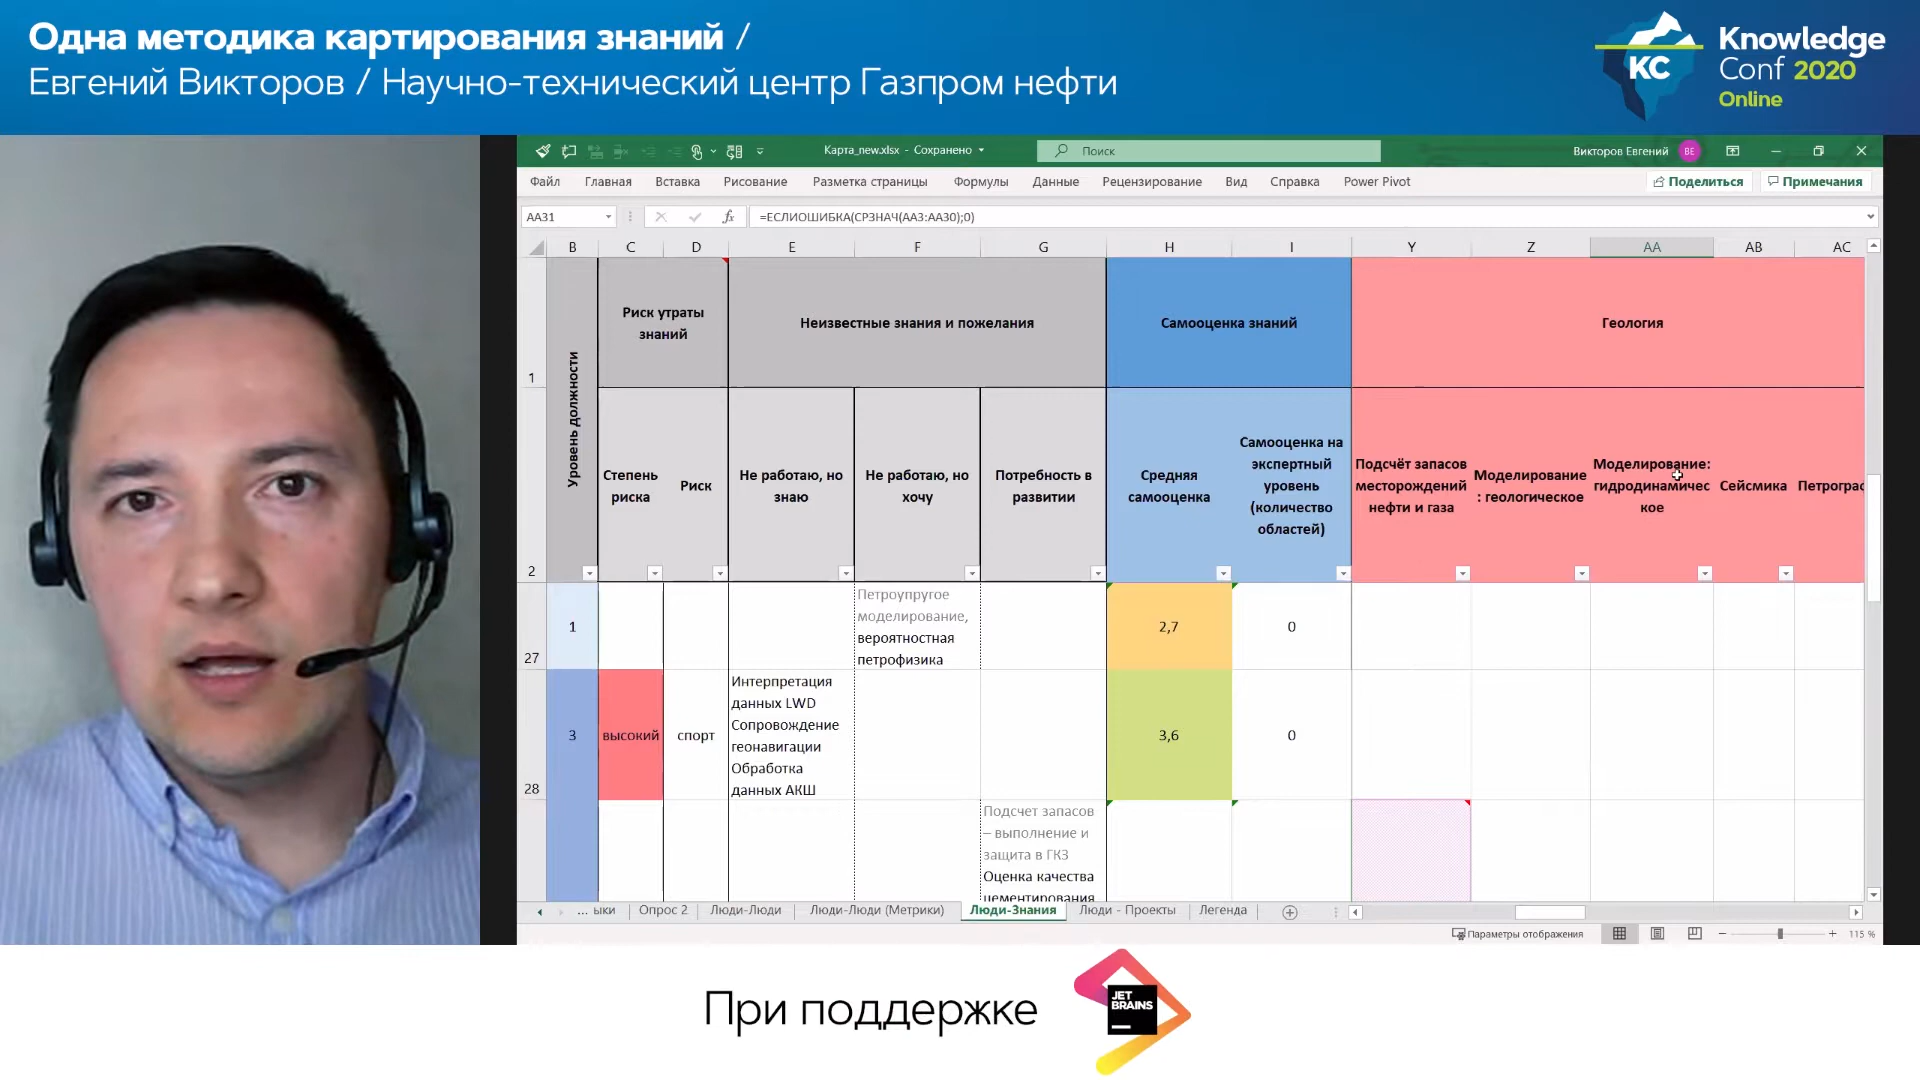 Одна методика картирования знаний /
Евгений Викторов / Научно-технический центр Газпром нефти
KC
Knowledge
Conf 2020
Online
Карта_new.xlsx - Сохранено
Поиск
Викторов Евгений
ВЕ
Файл Главная Вставка Рисование Разметка страницы Формулы Данные Рецензирование Вид Справка Power Pivot Поделиться Примечания
AA31 fx =ЕСЛИОШИБКА(СРЗНАЧ(AA3:AA30);0)
B C D E F G H I Y Z AA AB AC
1
Уровень должности
Риск утраты
знаний
Неизвестные знания и пожелания
Самооценка знаний
Геология
2
Степень
риска
Риск
Не работаю, но
знаю
Не работаю, но
хочу
Потребность в
развитии
Средняя
самооценка
Самооценка на
экспертный
уровень
(количество
областей)
Подсчёт запасов
месторождений
нефти и газа
Моделирование
: геологическое
Моделирование:
гидродинамичес
кое
Сейсмика
Петрограс
27
1
Петроупругое
моделирование,
вероятностная
петрофизика
2,7
0
28
3
высокий
спорт
Интерпретация
данных LWD
Сопровождение
геонавигации
Обработка
данных АКШ
3,6
0
Подсчет запасов
– выполнение и
защита в ГКЗ
Оценка качества
цементирования
... ыки Опрос 2 Люди-Люди Люди-Люди (Метрики) Люди-Знания Люди - Проекты Легенда
Параметры отображения
115 %
При поддержке
JET
BRAINS